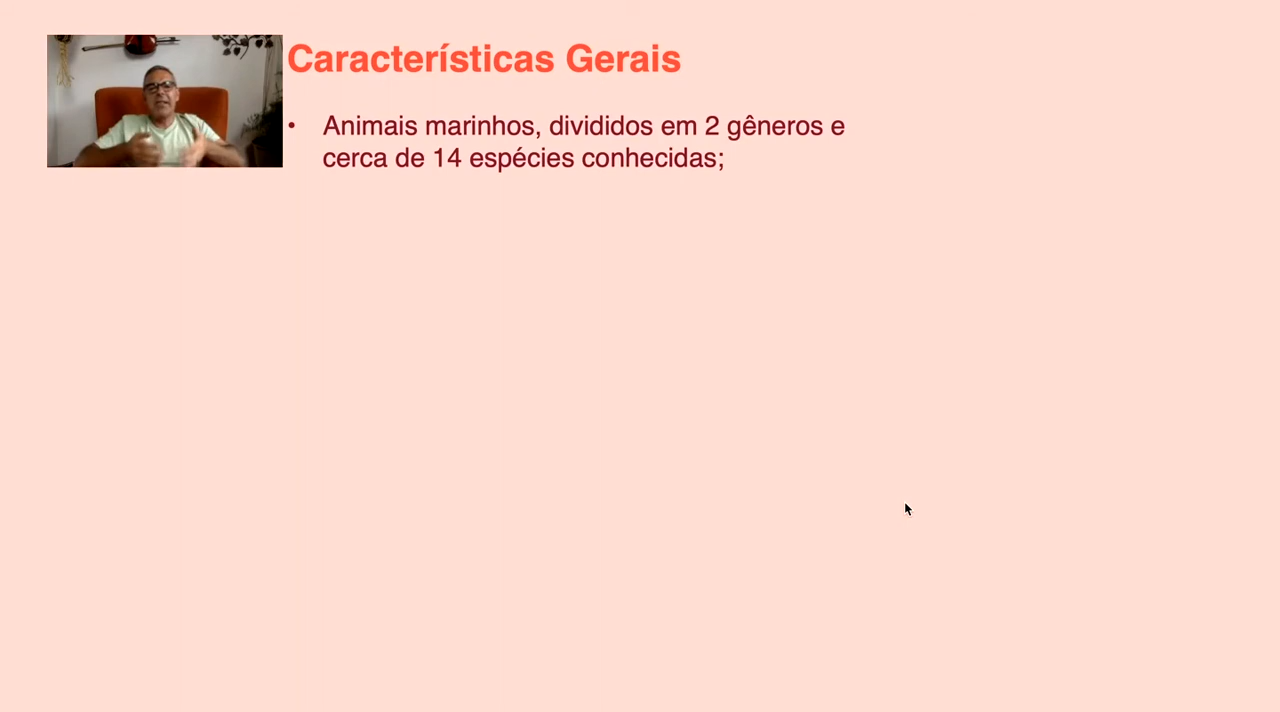 Características Gerais
• Animais marinhos, divididos em 2 gêneros e
cerca de 14 espécies conhecidas;